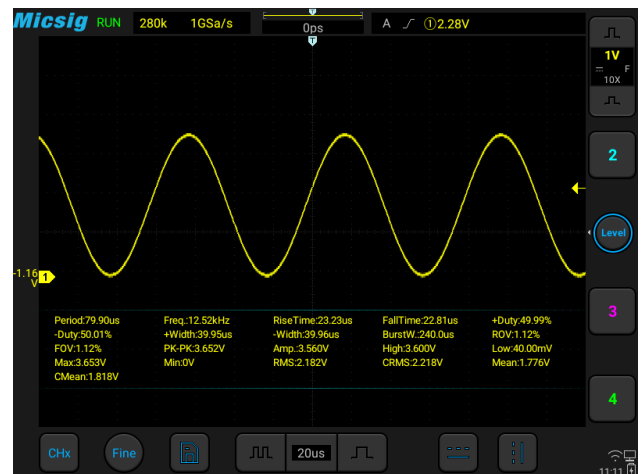 Micsig RUN 280k 1GSa/s T 0ps A ①2.28V
T
1V
F
10X
2
Level
-1.16
V 1
3
Period:79.90us Freq.:12.52kHz RiseTime:23.23us FallTime:22.81us +Duty:49.99%
-Duty:50.01% +Width:39.95us -Width:39.96us BurstW.:240.0us ROV:1.12%
FOV:1.12% PK-PK:3.652V Amp.:3.560V High:3.600V Low:40.00mV
Max:3.653V Min:0V RMS:2.182V CRMS:2.218V Mean:1.776V
CMean:1.818V
4
CHx Fine 20us
11:11